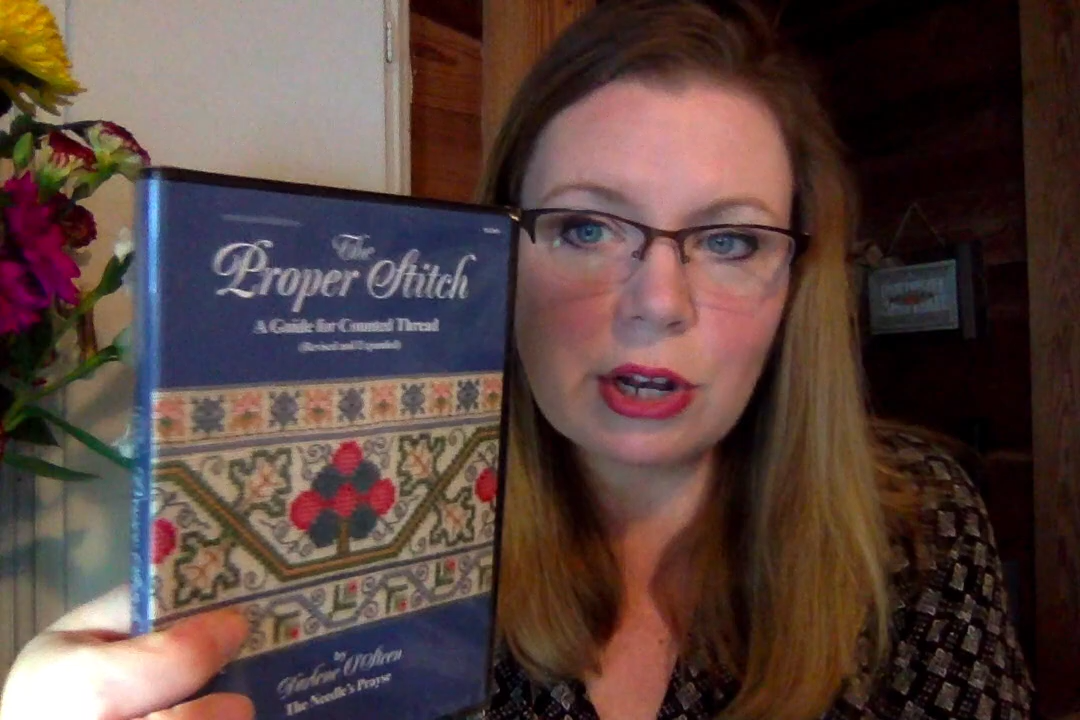 The
Proper Stitch
A Guide for Counted Thread
(Revised and Expanded)
by
Darlene O'Steen
The Needle's Prayse